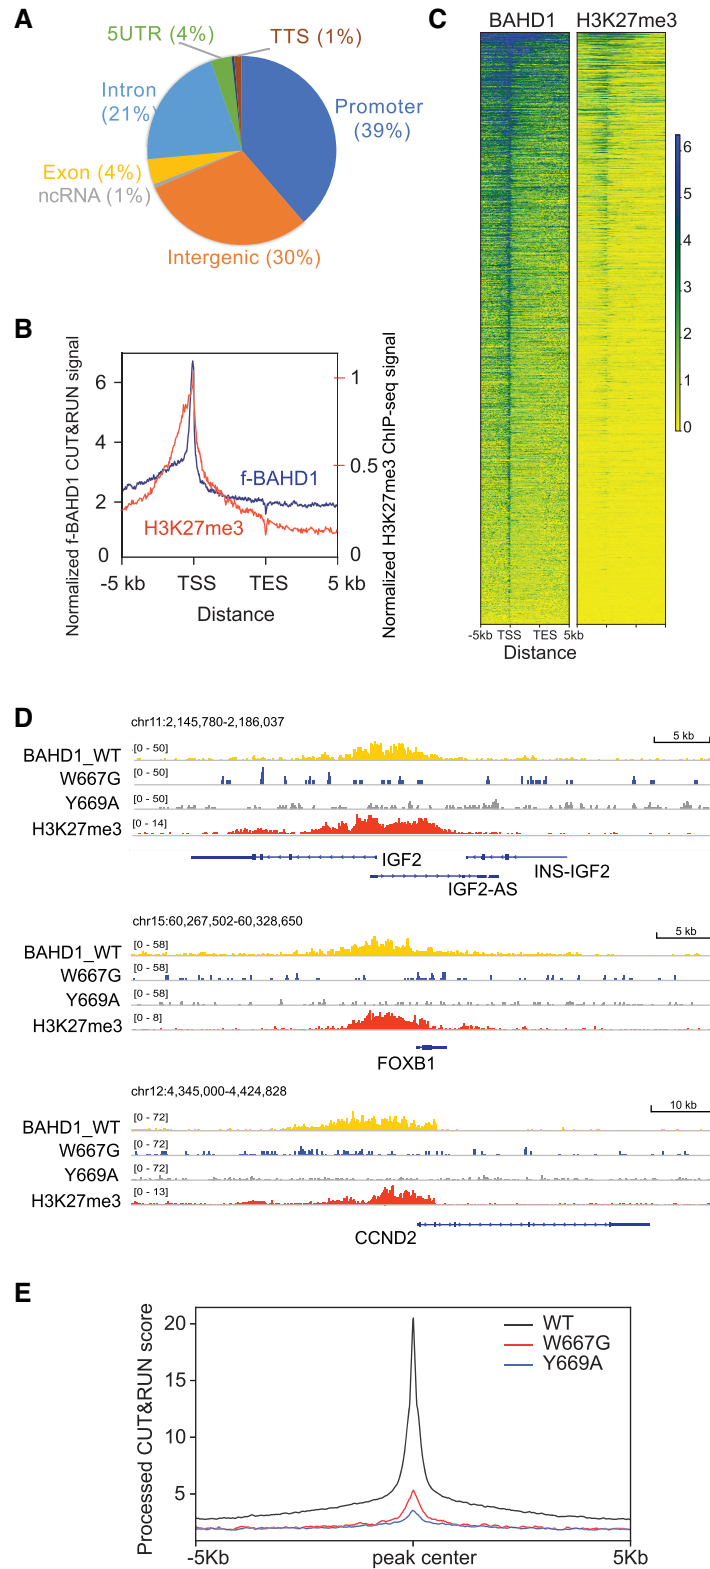 A
5UTR (4%)
TTS (1%)
Intron
(21%)
Promoter
(39%)
Exon (4%)
ncRNA (1%)
Intergenic (30%)
B
Normalized f-BAHD1 CUT&RUN signal
6
4
2
0
1
0.5
0
Normalized H3K27me3 ChIP-seq signal
f-BAHD1
H3K27me3
-5 kb TSS TES 5 kb
Distance
C
BAHD1 H3K27me3
6
5
4
3
2
1
0
-5kb TSS TES 5kb
Distance
D
chr11:2,145,780-2,186,037
5 kb
BAHD1_WT [0 - 50]
W667G [0 - 50]
Y669A [0 - 50]
H3K27me3 [0 - 14]
IGF2
INS-IGF2
IGF2-AS
chr15:60,267,502-60,328,650
5 kb
BAHD1_WT [0 - 58]
W667G [0 - 58]
Y669A [0 - 58]
H3K27me3 [0 - 8]
FOXB1
chr12:4,345,000-4,424,828
10 kb
BAHD1_WT [0 - 72]
W667G [0 - 72]
Y669A [0 - 72]
H3K27me3 [0 - 13]
CCND2
E
Processed CUT&RUN score
20
15
10
5
WT
W667G
Y669A
-5Kb peak center 5Kb